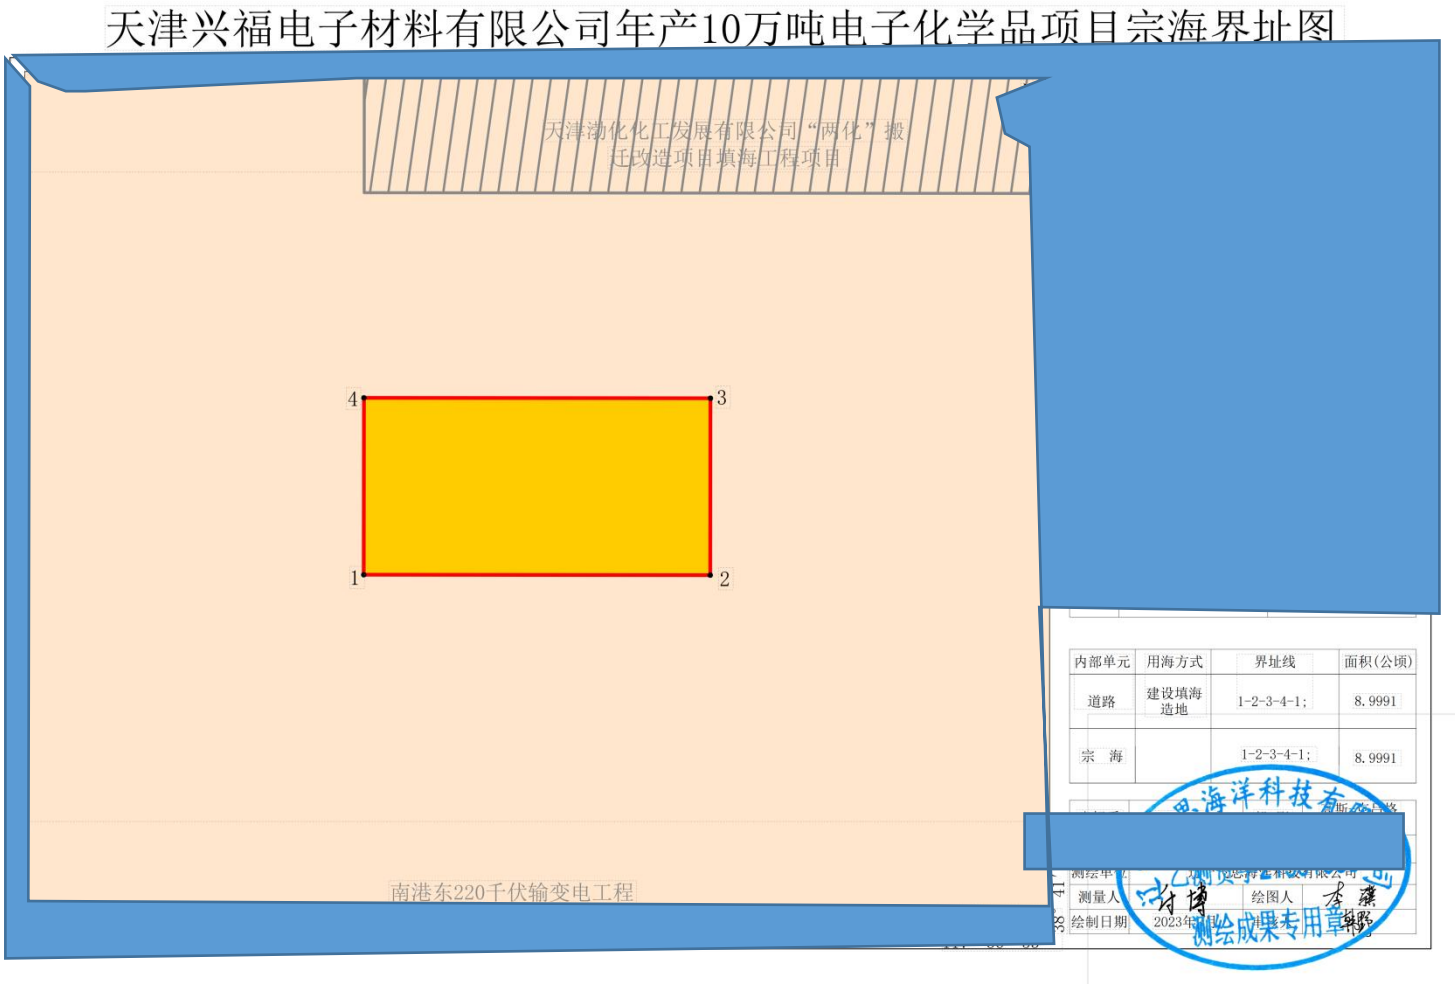 天津兴福电子材料有限公司年产10万吨电子化学品项目宗海界址图
天津渤化化工发展有限公司“两化”搬
迁改造项目填海工程项目
4
3
1
2
内部单元 用海方式 界址线 面积(公顷)
道路 建设填海造地 1-2-3-4-1; 8.9991
宗 海 1-2-3-4-1; 8.9991
海洋科技有
测绘单位
测量人 付博 绘图人
绘制日期 2023年
测绘成果专用章
南港东220千伏输变电工程